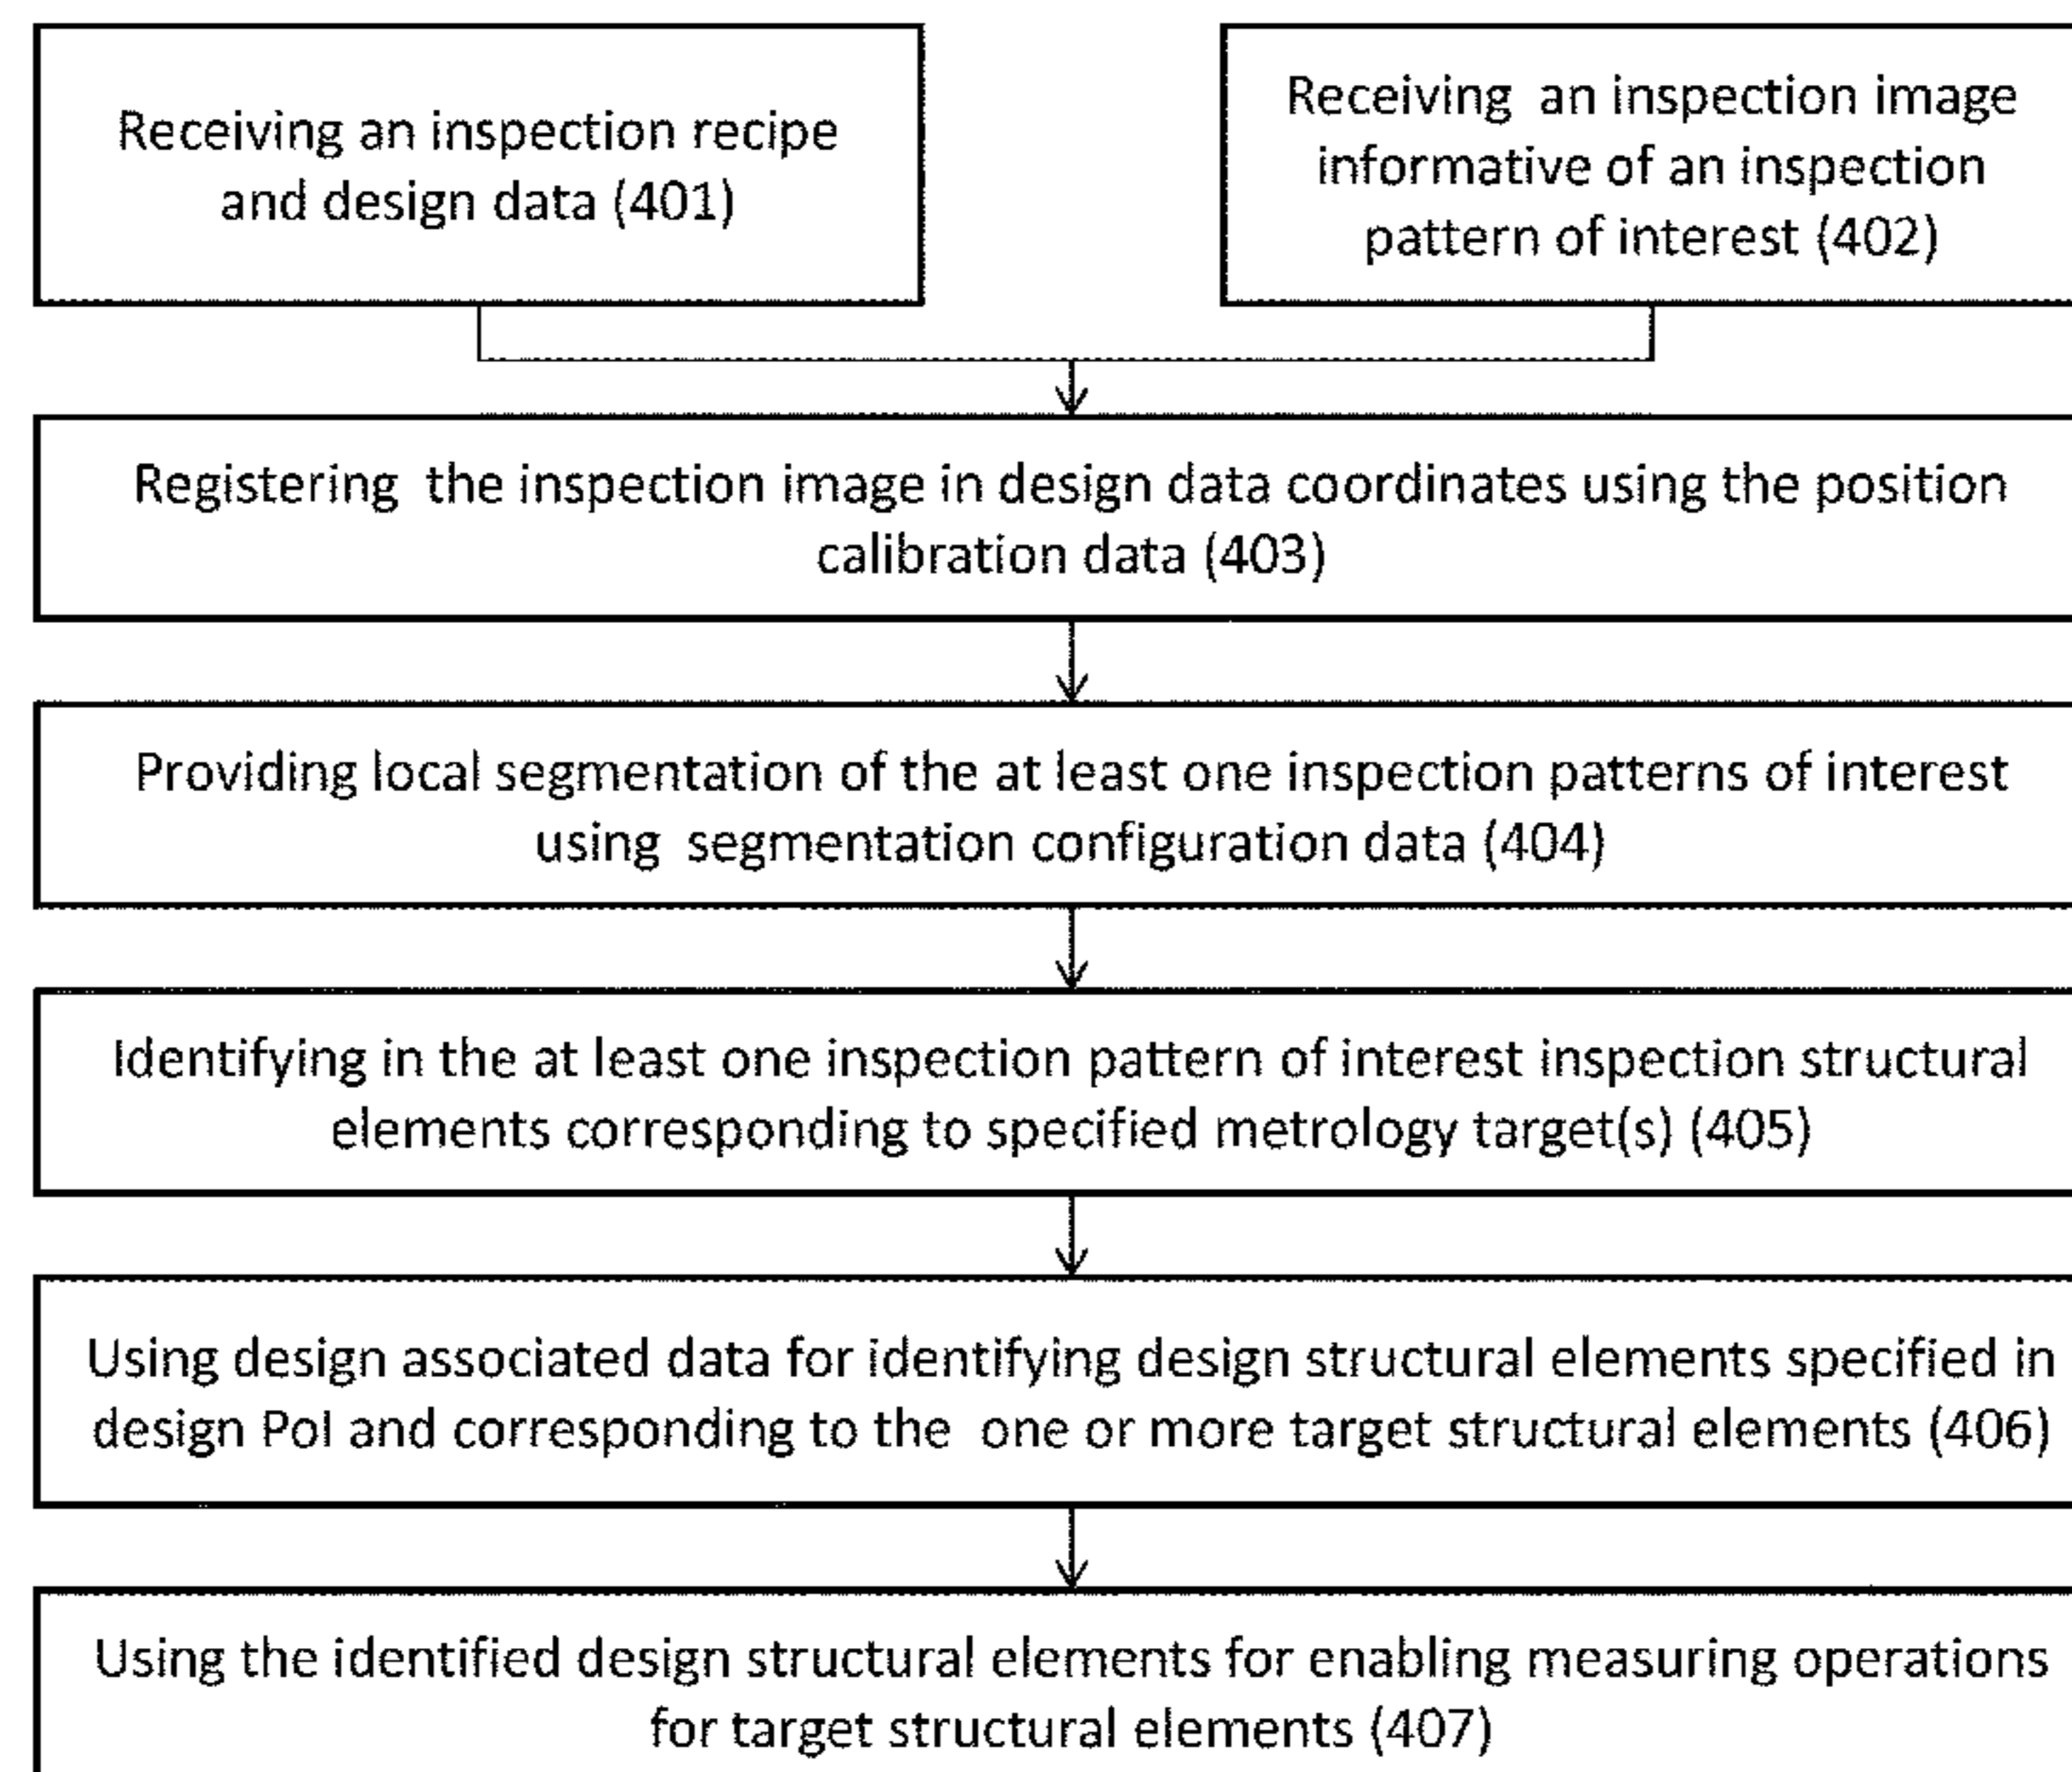 Receiving an inspection recipe
and design data (401)
Receiving an inspection image
informative of an inspection
pattern of interest (402)
Registering the inspection image in design data coordinates using the position
calibration data (403)
Providing local segmentation of the at least one inspection patterns of interest
using segmentation configuration data (404)
Identifying in the at least one inspection pattern of interest inspection structural
elements corresponding to specified metrology target(s) (405)
Using design associated data for identifying design structural elements specified in
design PoI and corresponding to the one or more target structural elements (406)
Using the identified design structural elements for enabling measuring operations
for target structural elements (407)